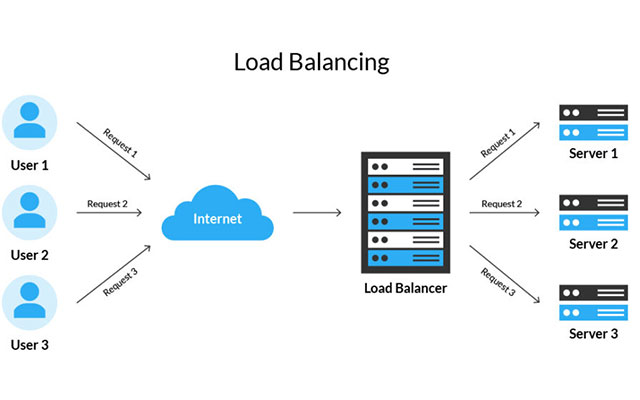 Load Balancing
Request 1
User 1
Request 2
User 2
Request 3
User 3
Internet
Load Balancer
Request 1
Server 1
Request 2
Server 2
Request 3
Server 3